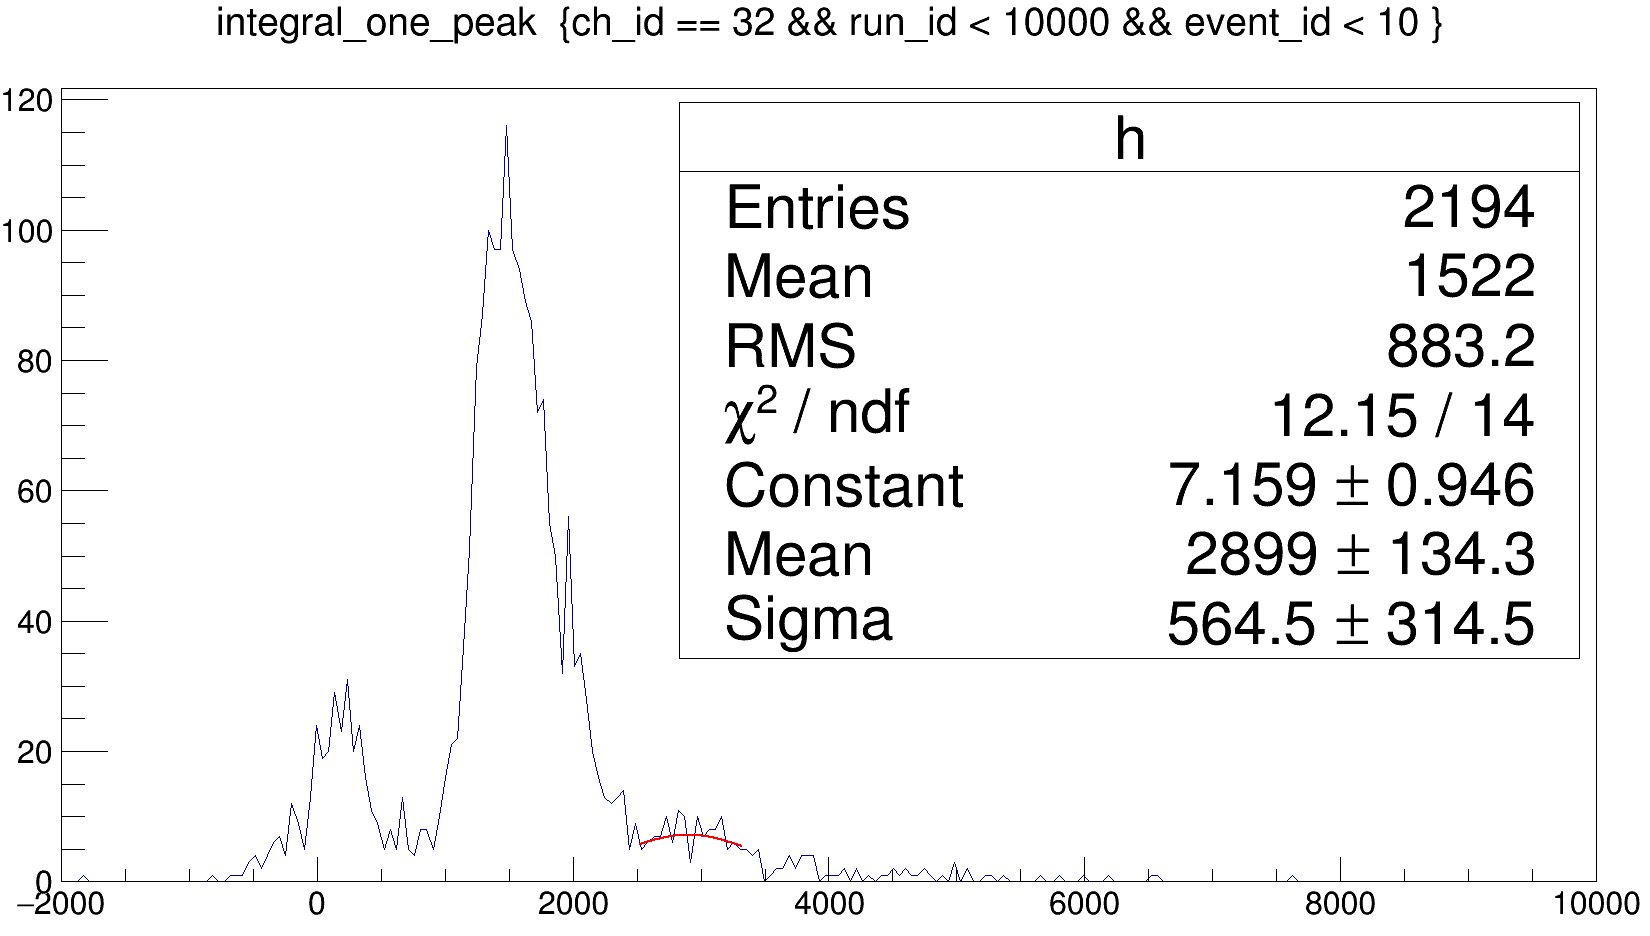 integral_one_peak {ch_id == 32 && run_id < 10000 && event_id < 10 }
h
Entries 2194
Mean 1522
RMS 883.2
χ² / ndf 12.15 / 14
Constant 7.159 ± 0.946
Mean 2899 ± 134.3
Sigma 564.5 ± 314.5
120
100
80
60
40
20
0
−2000 0 2000 4000 6000 8000 10000